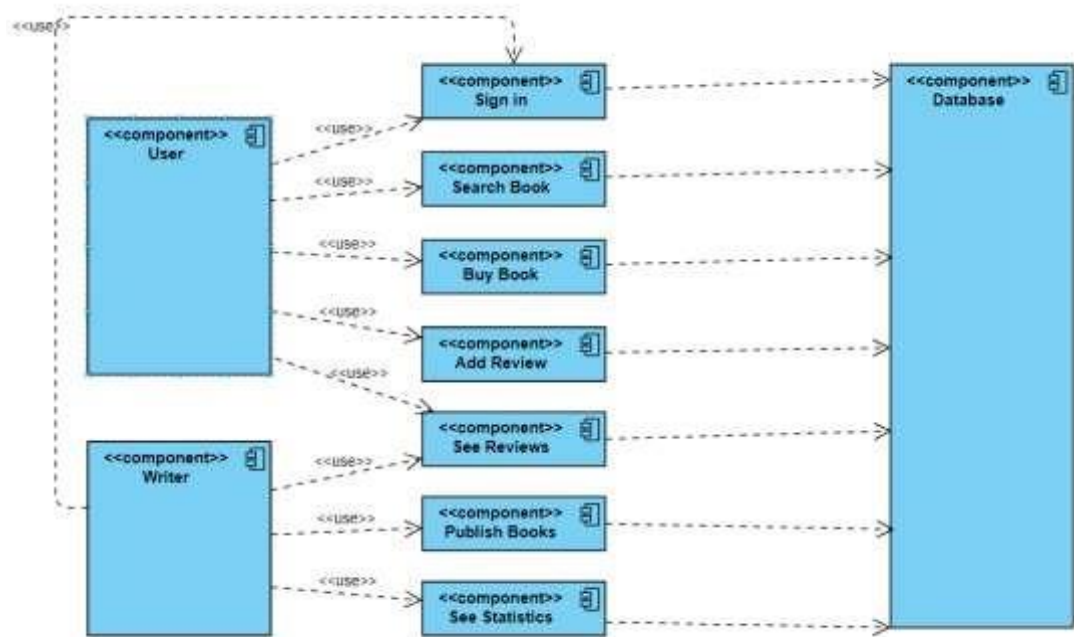 <<use>>
<<component>>
Sign in
<<component>>
Database
<<use>>
<<component>>
User
<<use>>
<<component>>
Search Book
<<use>>
<<component>>
Buy Book
<<use>>
<<component>>
Add Review
<<use>>
<<component>>
See Reviews
<<component>>
Writer
<<use>>
<<use>>
<<component>>
Publish Books
<<use>>
<<component>>
See Statistics